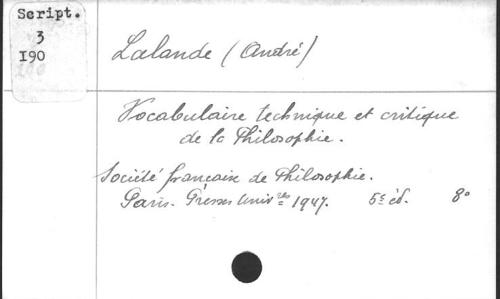 Script.
3
I90
Lalande (André)
Vocabulaire technique et critique
de la Philosophie.
Société française de Philosophie.
Paris. Presses Univ.res 1947. 5e éd. 8°